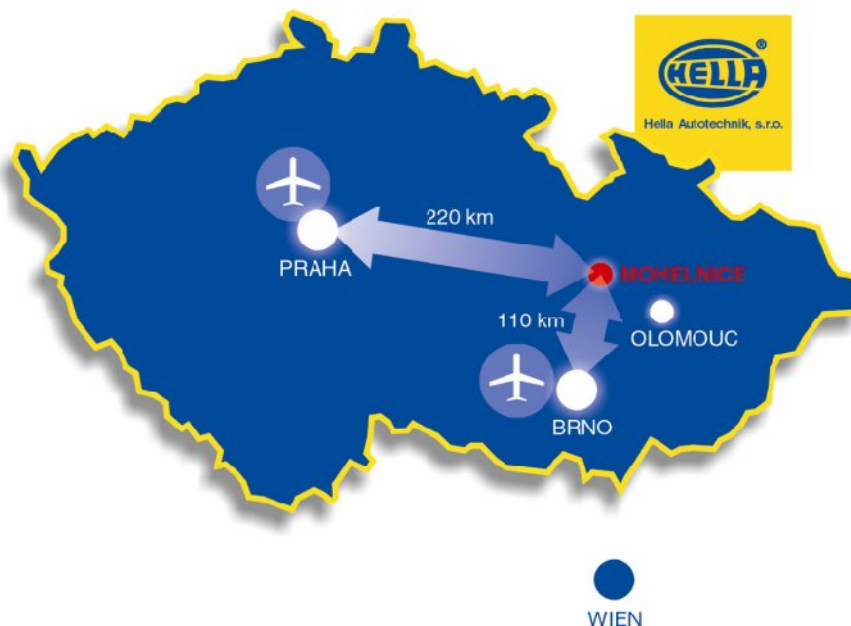 HELLA
®
Hella Autotechnik, s.r.o.
220 km
PRAHA
MOHELNICE
110 km
OLOMOUC
BRNO
WIEN